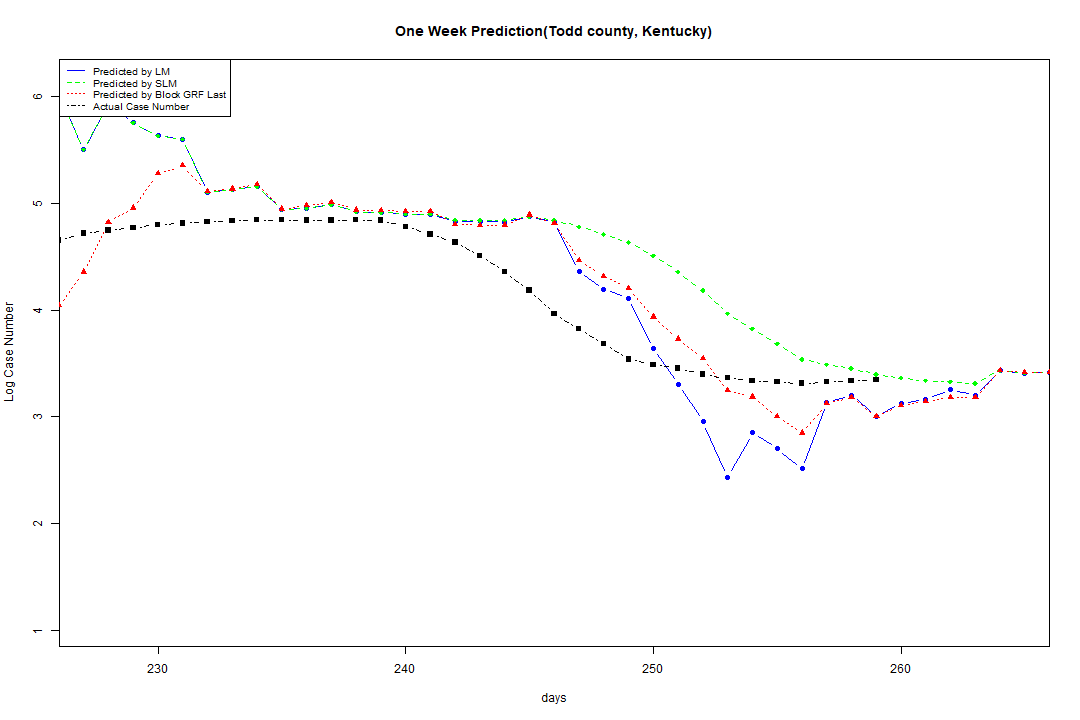 One Week Prediction(Todd county, Kentucky)
Predicted by LM
Predicted by SLM
Predicted by Block GRF Last
Actual Case Number
6
5
4
3
2
1
Log Case Number
230 240 250 260
days